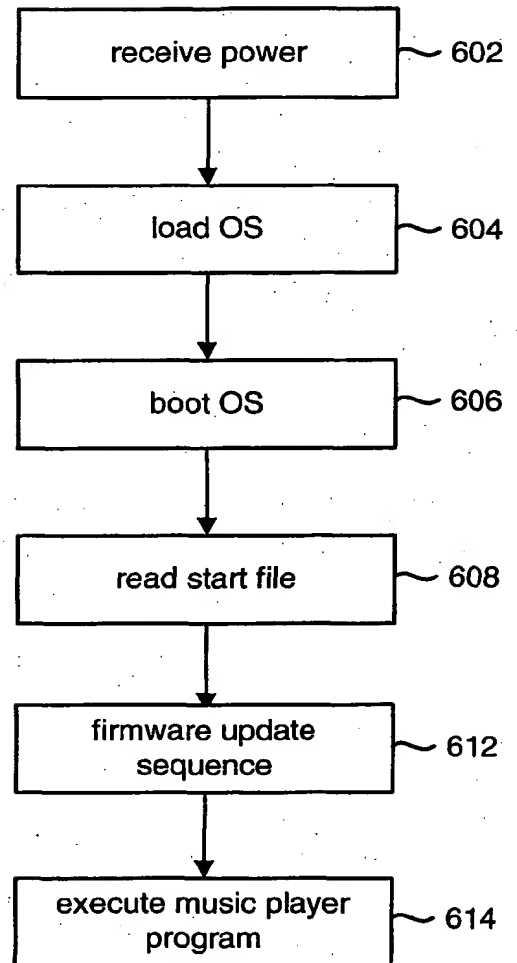 receive power 602
load OS 604
boot OS 606
read start file 608
firmware update
sequence 612
execute music player
program 614